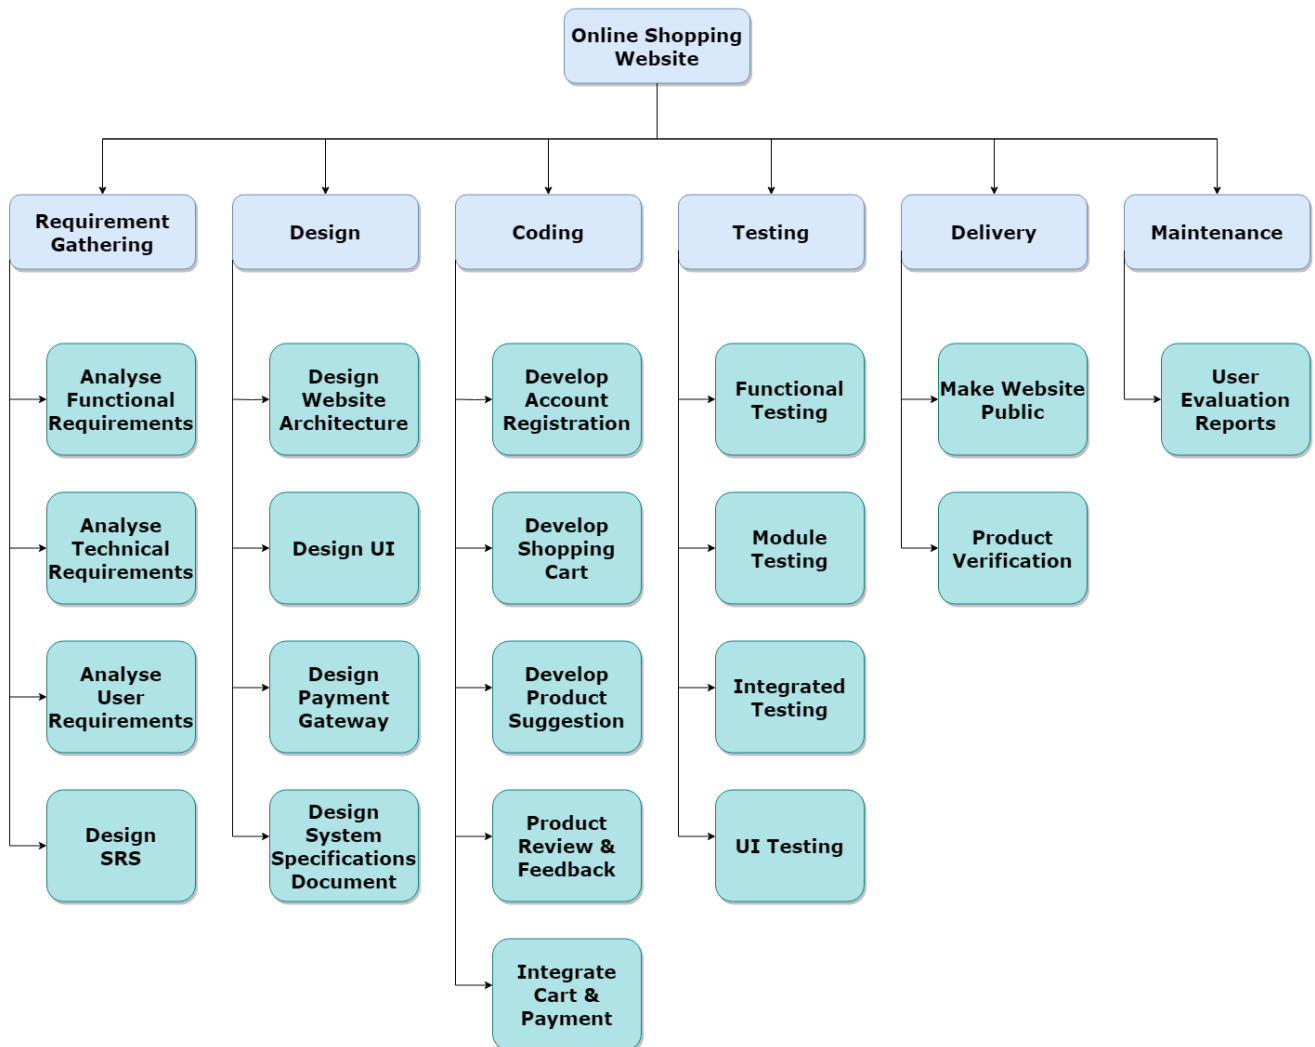 Online Shopping
Website
Requirement
Gathering
Design
Coding
Testing
Delivery
Maintenance
Analyse
Functional
Requirements
Design
Website
Architecture
Develop
Account
Registration
Functional
Testing
Make Website
Public
User
Evaluation
Reports
Analyse
Technical
Requirements
Design UI
Develop
Shopping
Cart
Module
Testing
Product
Verification
Analyse
User
Requirements
Design
Payment
Gateway
Develop
Product
Suggestion
Integrated
Testing
Design
SRS
Design
System
Specifications
Document
Product
Review &
Feedback
UI Testing
Integrate
Cart &
Payment